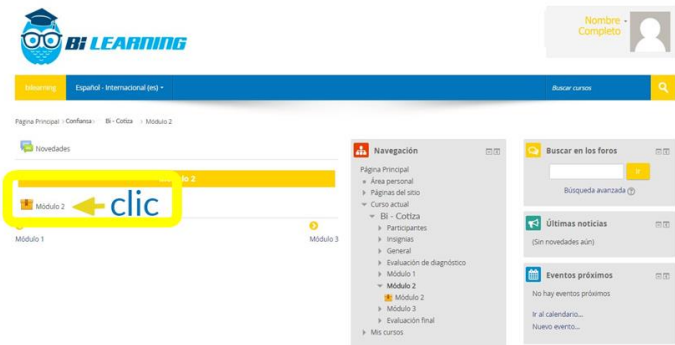 Bi LEARNING
Nombre
Completo
bilearning
Español - Internacional (es)
Buscar cursos
Página Principal
Confianza
Bi - Cotiza
Módulo 2
Novedades
lo 2
Módulo 2
clic
Módulo 1
Módulo 3
Navegación
Página Principal
Área personal
Páginas del sitio
Curso actual
Bi - Cotiza
Participantes
Insignias
General
Evaluación de diagnóstico
Módulo 1
Módulo 2
Módulo 2
Módulo 3
Evaluación final
Mis cursos
Buscar en los foros
Ir
Búsqueda avanzada
Últimas noticias
(Sin novedades aún)
Eventos próximos
No hay eventos próximos
Ir al calendario...
Nuevo evento...